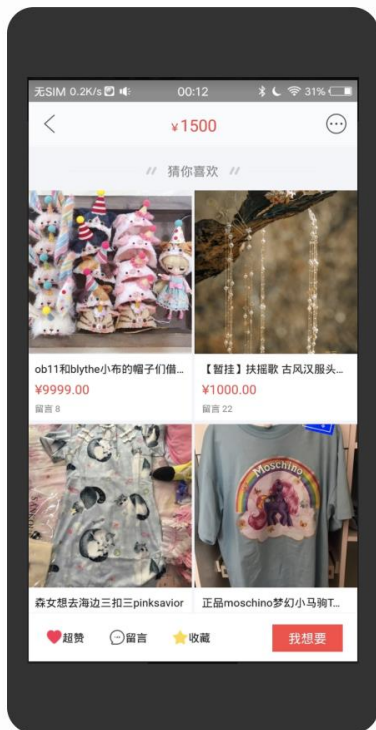 无SIM 0.2K/s 00:12 31%
¥1500
// 猜你喜欢 //
ob11和blythe小布的帽子们借...
【暂挂】扶摇歌 古风汉服头...
¥9999.00
¥1000.00
留言 8
留言 22
Moschino
森女想去海边三扣三pinksavior
正品moschino梦幻小马驹T...
超赞 留言 收藏 我想要